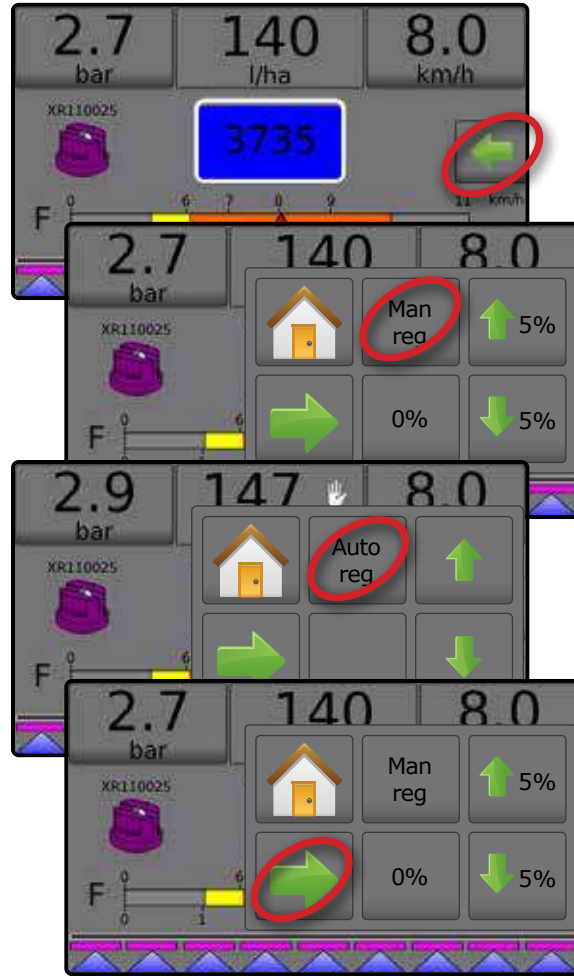 2.7 140 8.0
bar l/ha km/h
XR110025
3735
0 6 7 8 9 11 km/h
F
2.7 140 8.0
bar
XR110025
Man reg
5%
0 6
F
0% 5%
2.9 147 8.0
bar
XR110025
Auto reg
0 6
F
2.7 140 8.0
bar
XR110025
Man reg
5%
0 6
F
0 1
0% 5%